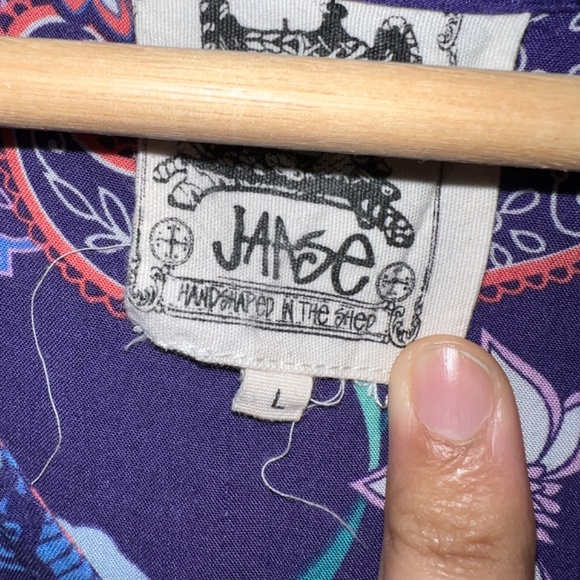 JAASE
HANDSHAPED IN THE SHED
L